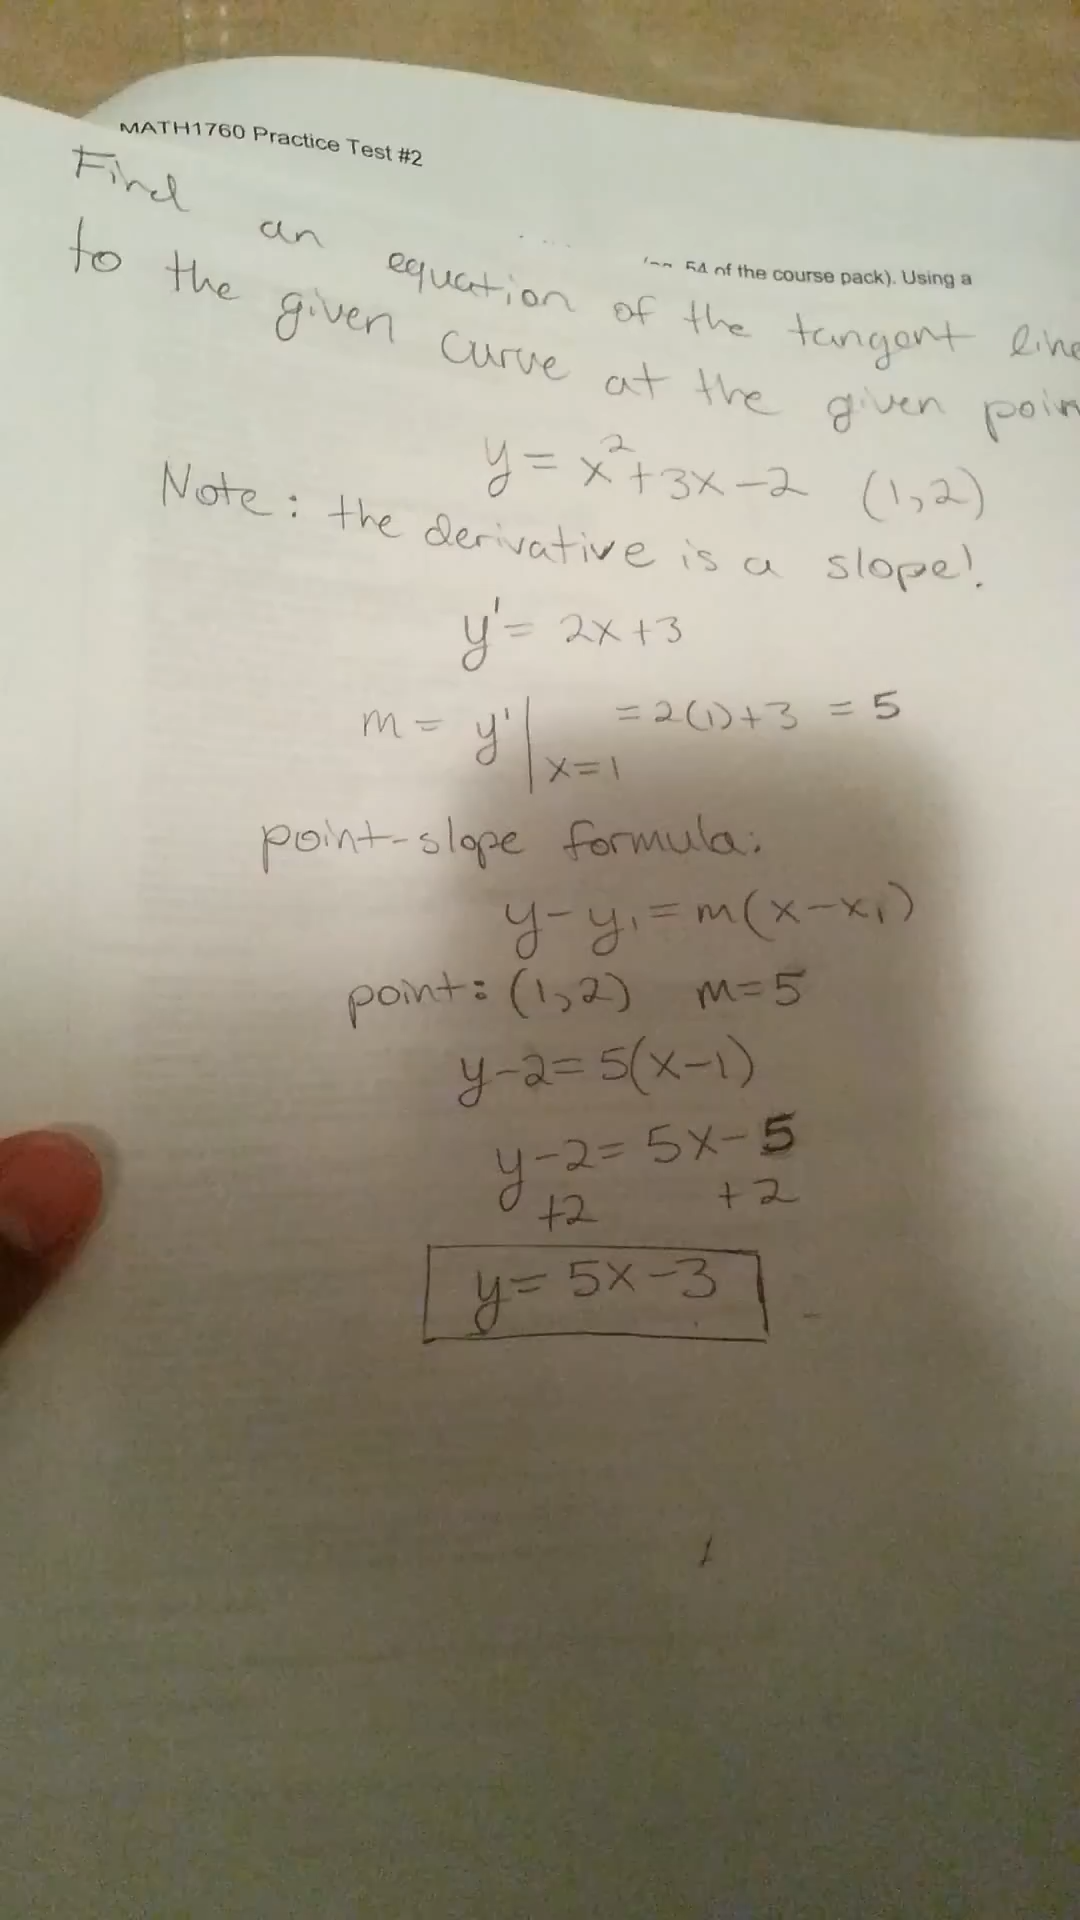 MATH1760 Practice Test #2
54 of the course pack). Using a
Find an equation of the tangent line
to the given curve at the given poin
y = x²+3x-2 (1,2)
Note: the derivative is a slope!
y'= 2x+3
m = y'|x=1 =2(1)+3 = 5
point-slope formula:
y-y₁=m(x-x₁)
point: (1,2) m=5
y-2=5(x-1)
y-2=5x-5
+2 +2
y=5x-3